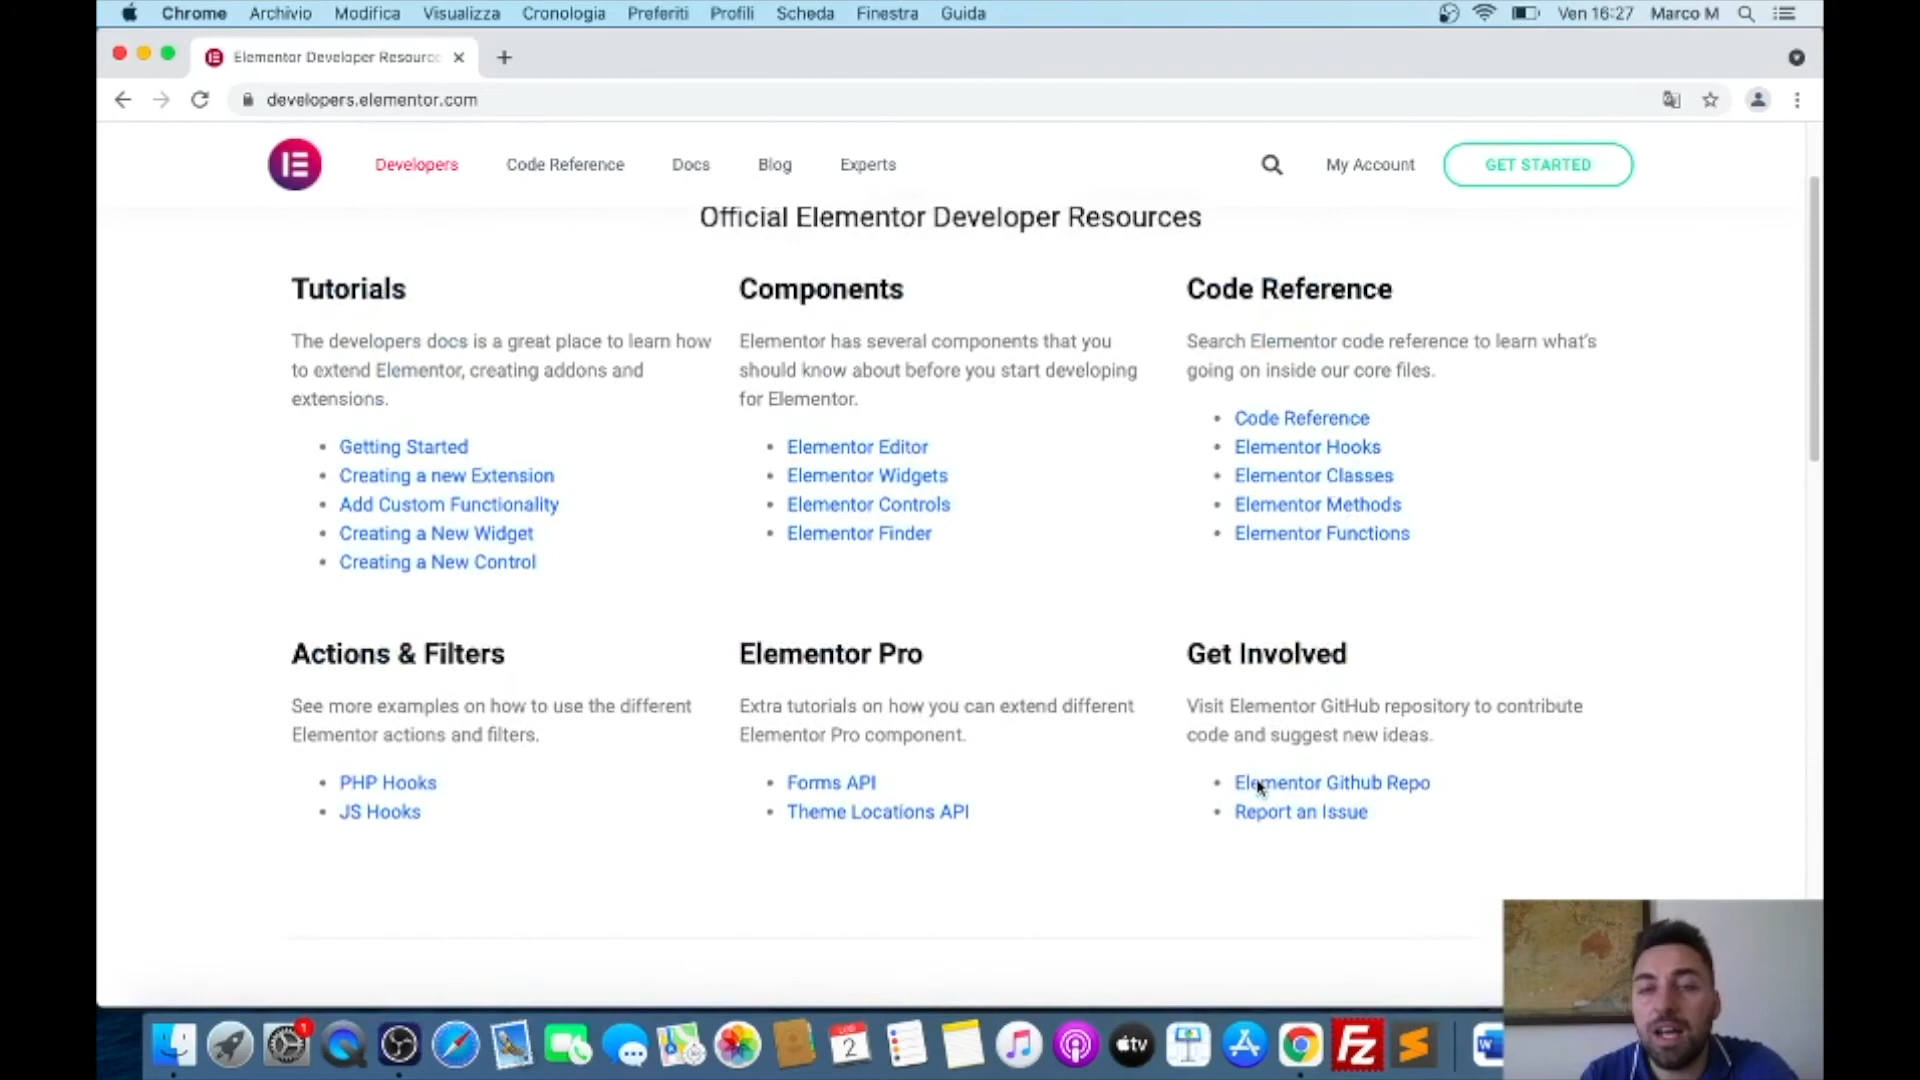 Chrome Archivio Modifica Visualizza Cronologia Preferiti Profili Scheda Finestra Guida
Ven 16:27 Marco M
Elementor Developer Resourc
developers.elementor.com
Developers Code Reference Docs Blog Experts
My Account GET STARTED
Official Elementor Developer Resources
Tutorials
The developers docs is a great place to learn how
to extend Elementor, creating addons and
extensions.
Getting Started
Creating a new Extension
Add Custom Functionality
Creating a New Widget
Creating a New Control
Components
Elementor has several components that you
should know about before you start developing
for Elementor.
Elementor Editor
Elementor Widgets
Elementor Controls
Elementor Finder
Code Reference
Search Elementor code reference to learn what's
going on inside our core files.
Code Reference
Elementor Hooks
Elementor Classes
Elementor Methods
Elementor Functions
Actions & Filters
See more examples on how to use the different
Elementor actions and filters.
PHP Hooks
JS Hooks
Elementor Pro
Extra tutorials on how you can extend different
Elementor Pro component.
Forms API
Theme Locations API
Get Involved
Visit Elementor GitHub repository to contribute
code and suggest new ideas.
Elementor Github Repo
Report an Issue
1
LUG
2
tv
Fz
W